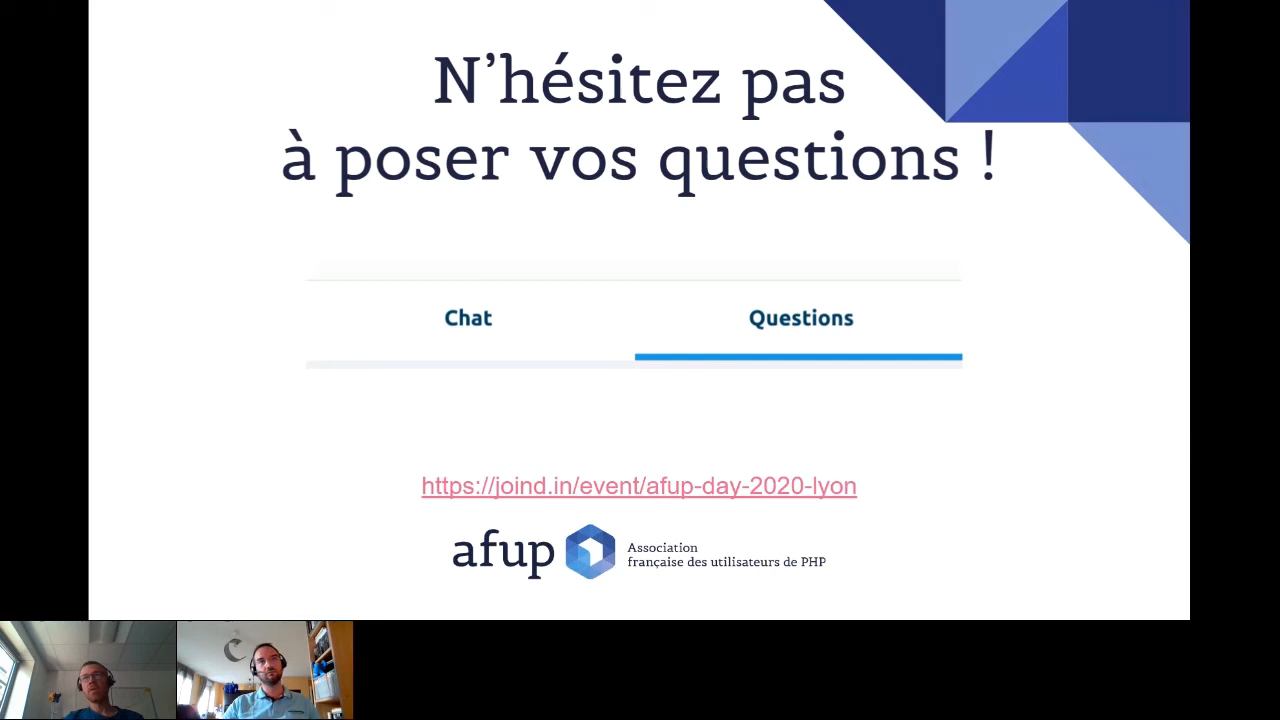 N’hésitez pas
à poser vos questions !
Chat
Questions
https://joind.in/event/afup-day-2020-lyon
afup
Association
française des utilisateurs de PHP